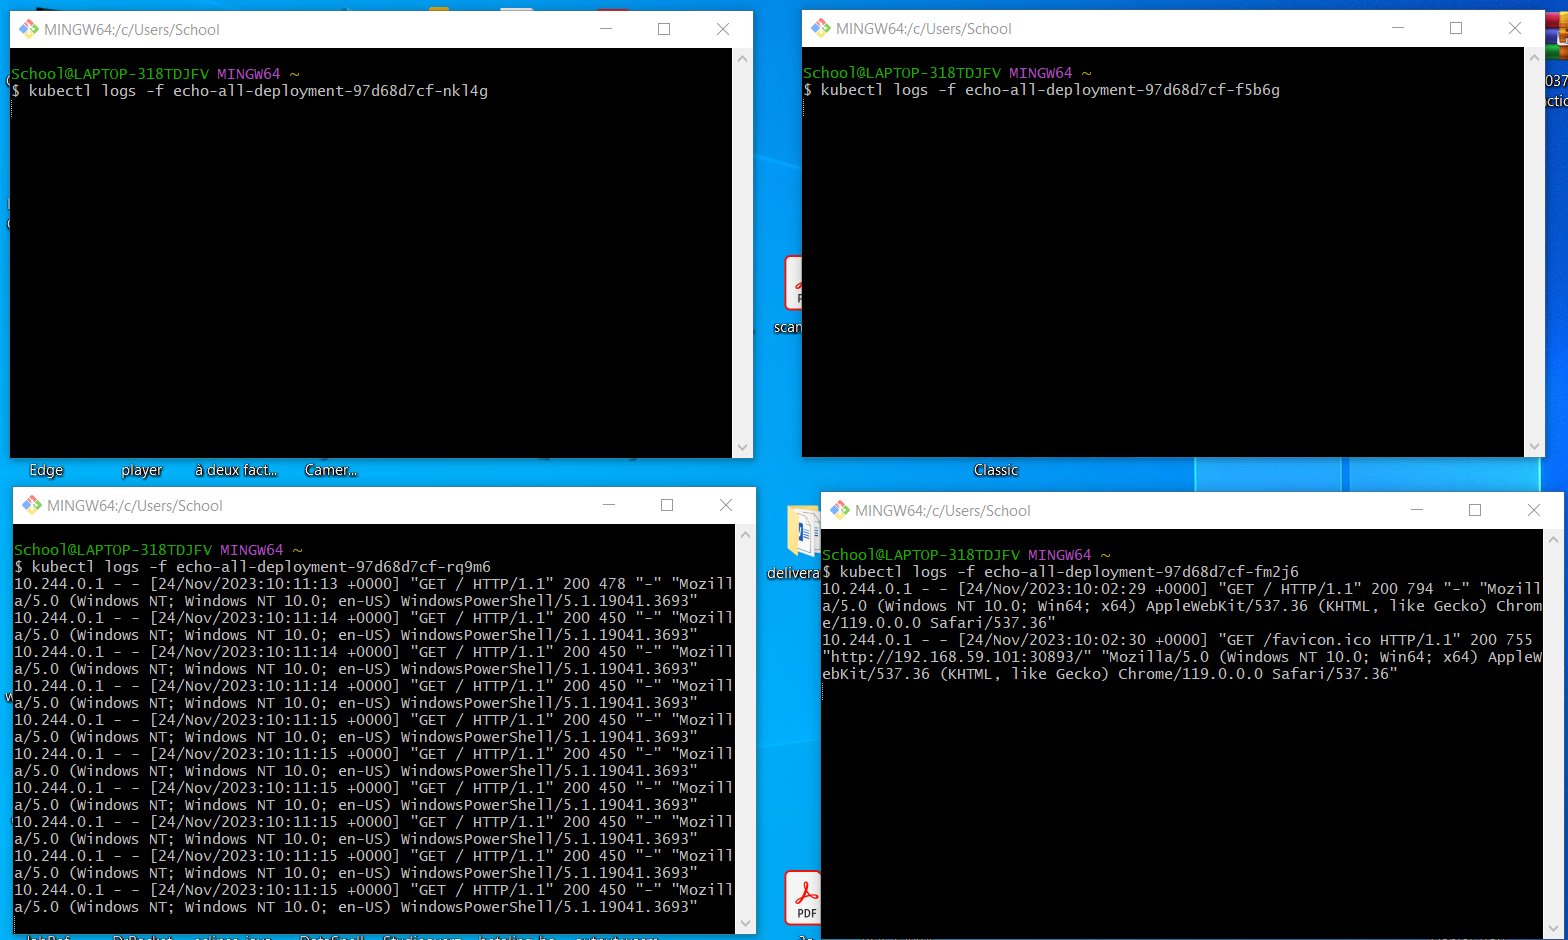 MINGW64:/c/Users/School
School@LAPTOP-318TDJFV MINGW64 ~
$ kubectl logs -f echo-all-deployment-97d68d7cf-nkl4g
MINGW64:/c/Users/School
School@LAPTOP-318TDJFV MINGW64 ~
$ kubectl logs -f echo-all-deployment-97d68d7cf-f5b6g
037
actic
scan
Edge
player
à deux fact...
Camer...
Classic
MINGW64:/c/Users/School
School@LAPTOP-318TDJFV MINGW64 ~
$ kubectl logs -f echo-all-deployment-97d68d7cf-rq9m6
10.244.0.1 - - [24/Nov/2023:10:11:13 +0000] "GET / HTTP/1.1" 200 478 "-" "Mozill
a/5.0 (Windows NT; Windows NT 10.0; en-US) WindowsPowerShell/5.1.19041.3693"
10.244.0.1 - - [24/Nov/2023:10:11:14 +0000] "GET / HTTP/1.1" 200 450 "-" "Mozill
a/5.0 (Windows NT; Windows NT 10.0; en-US) WindowsPowerShell/5.1.19041.3693"
10.244.0.1 - - [24/Nov/2023:10:11:14 +0000] "GET / HTTP/1.1" 200 450 "-" "Mozill
a/5.0 (Windows NT; Windows NT 10.0; en-US) WindowsPowerShell/5.1.19041.3693"
10.244.0.1 - - [24/Nov/2023:10:11:14 +0000] "GET / HTTP/1.1" 200 450 "-" "Mozill
a/5.0 (Windows NT; Windows NT 10.0; en-US) WindowsPowerShell/5.1.19041.3693"
10.244.0.1 - - [24/Nov/2023:10:11:15 +0000] "GET / HTTP/1.1" 200 450 "-" "Mozill
a/5.0 (Windows NT; Windows NT 10.0; en-US) WindowsPowerShell/5.1.19041.3693"
10.244.0.1 - - [24/Nov/2023:10:11:15 +0000] "GET / HTTP/1.1" 200 450 "-" "Mozill
a/5.0 (Windows NT; Windows NT 10.0; en-US) WindowsPowerShell/5.1.19041.3693"
10.244.0.1 - - [24/Nov/2023:10:11:15 +0000] "GET / HTTP/1.1" 200 450 "-" "Mozill
a/5.0 (Windows NT; Windows NT 10.0; en-US) WindowsPowerShell/5.1.19041.3693"
10.244.0.1 - - [24/Nov/2023:10:11:15 +0000] "GET / HTTP/1.1" 200 450 "-" "Mozill
a/5.0 (Windows NT; Windows NT 10.0; en-US) WindowsPowerShell/5.1.19041.3693"
10.244.0.1 - - [24/Nov/2023:10:11:15 +0000] "GET / HTTP/1.1" 200 450 "-" "Mozill
a/5.0 (Windows NT; Windows NT 10.0; en-US) WindowsPowerShell/5.1.19041.3693"
10.244.0.1 - - [24/Nov/2023:10:11:15 +0000] "GET / HTTP/1.1" 200 450 "-" "Mozill
a/5.0 (Windows NT; Windows NT 10.0; en-US) WindowsPowerShell/5.1.19041.3693"
delivera
MINGW64:/c/Users/School
School@LAPTOP-318TDJFV MINGW64 ~
$ kubectl logs -f echo-all-deployment-97d68d7cf-fm2j6
10.244.0.1 - - [24/Nov/2023:10:02:29 +0000] "GET / HTTP/1.1" 200 794 "-" "Mozill
a/5.0 (Windows NT 10.0; Win64; x64) AppleWebKit/537.36 (KHTML, like Gecko) Chrom
e/119.0.0.0 Safari/537.36"
10.244.0.1 - - [24/Nov/2023:10:02:30 +0000] "GET /favicon.ico HTTP/1.1" 200 755
"http://192.168.59.101:30893/" "Mozilla/5.0 (Windows NT 10.0; Win64; x64) AppleW
ebKit/537.36 (KHTML, like Gecko) Chrome/119.0.0.0 Safari/537.36"
PDF